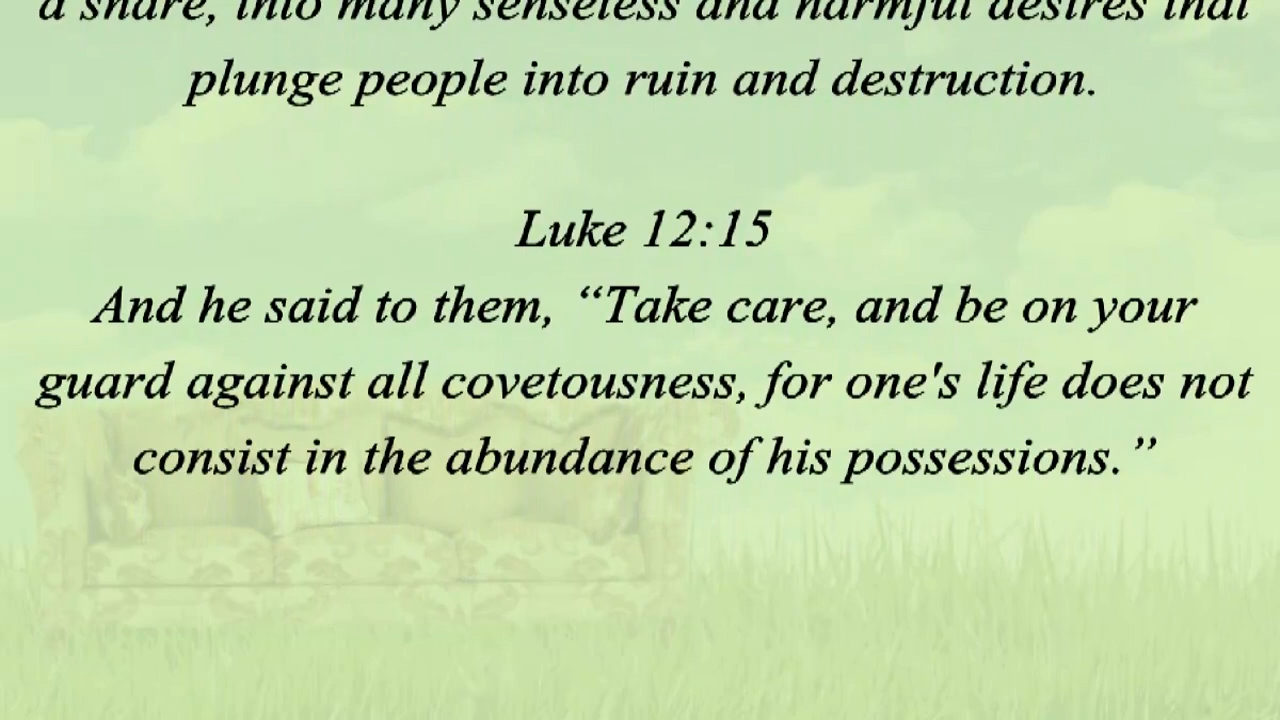 a snare, into many senseless and harmful desires that
plunge people into ruin and destruction.
Luke 12:15
And he said to them, “Take care, and be on your
guard against all covetousness, for one's life does not
consist in the abundance of his possessions.”